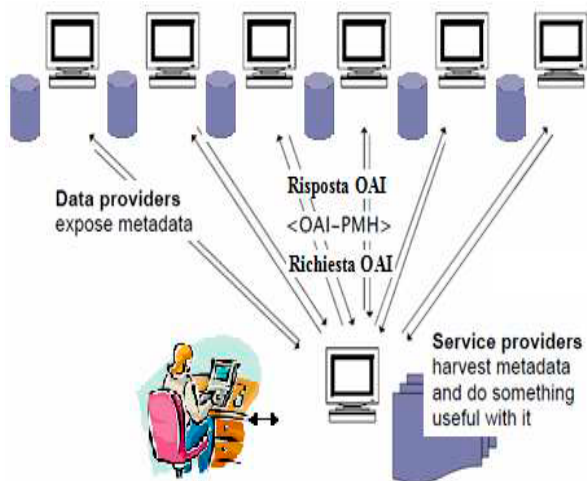 Risposta OAI
Data providers
expose metadata
<OAI-PMH>
Richiesta OAI
Service providers
harvest metadata
and do something
useful with it